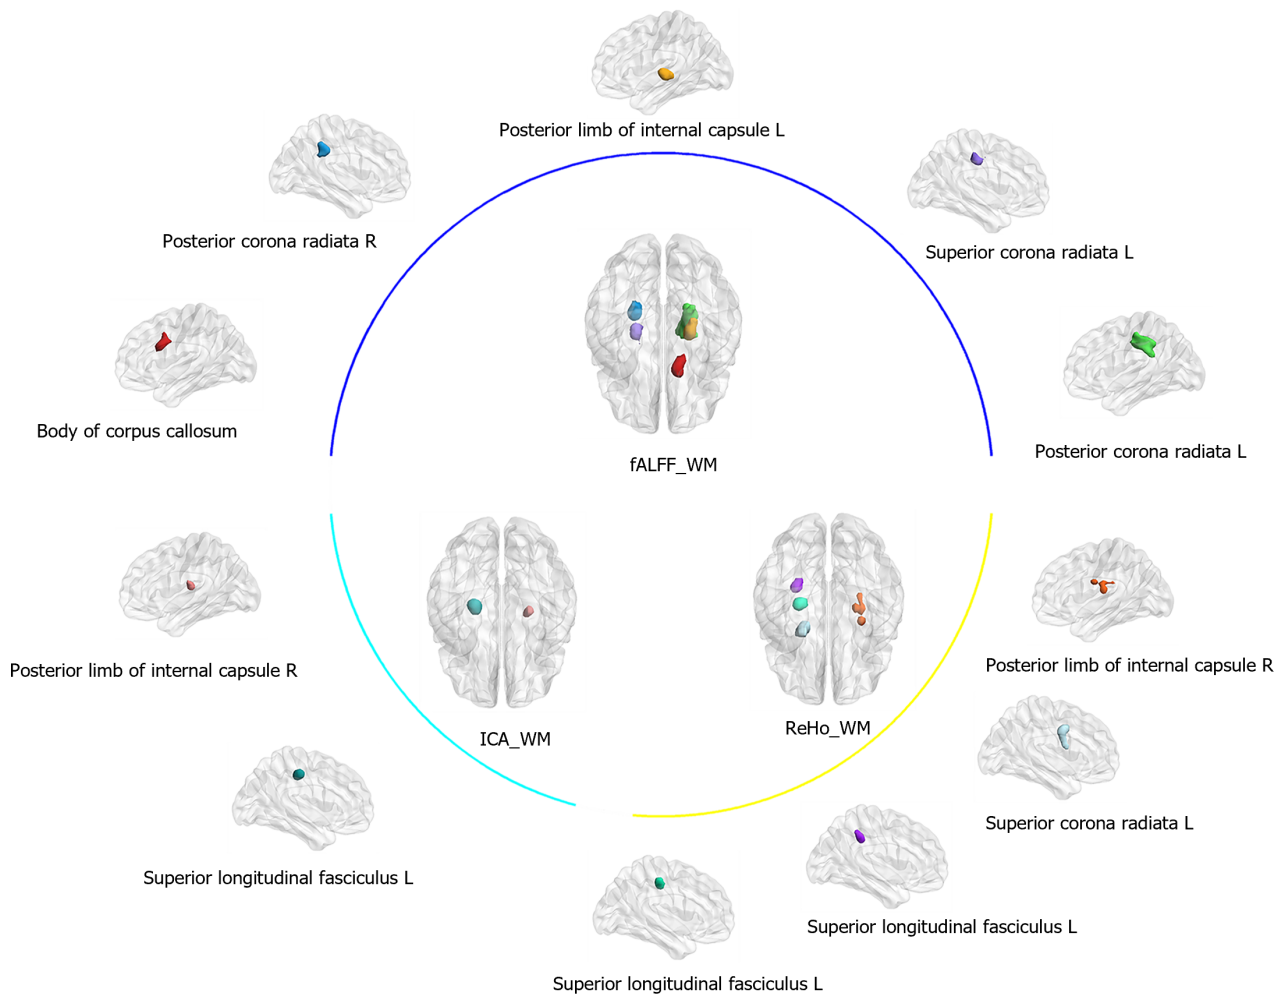 Posterior limb of internal capsule L
Posterior corona radiata R
Superior corona radiata L
Body of corpus callosum
Posterior corona radiata L
fALFF_WM
Posterior limb of internal capsule R
Posterior limb of internal capsule R
ICA_WM
ReHo_WM
Superior corona radiata L
Superior longitudinal fasciculus L
Superior longitudinal fasciculus L
Superior longitudinal fasciculus L